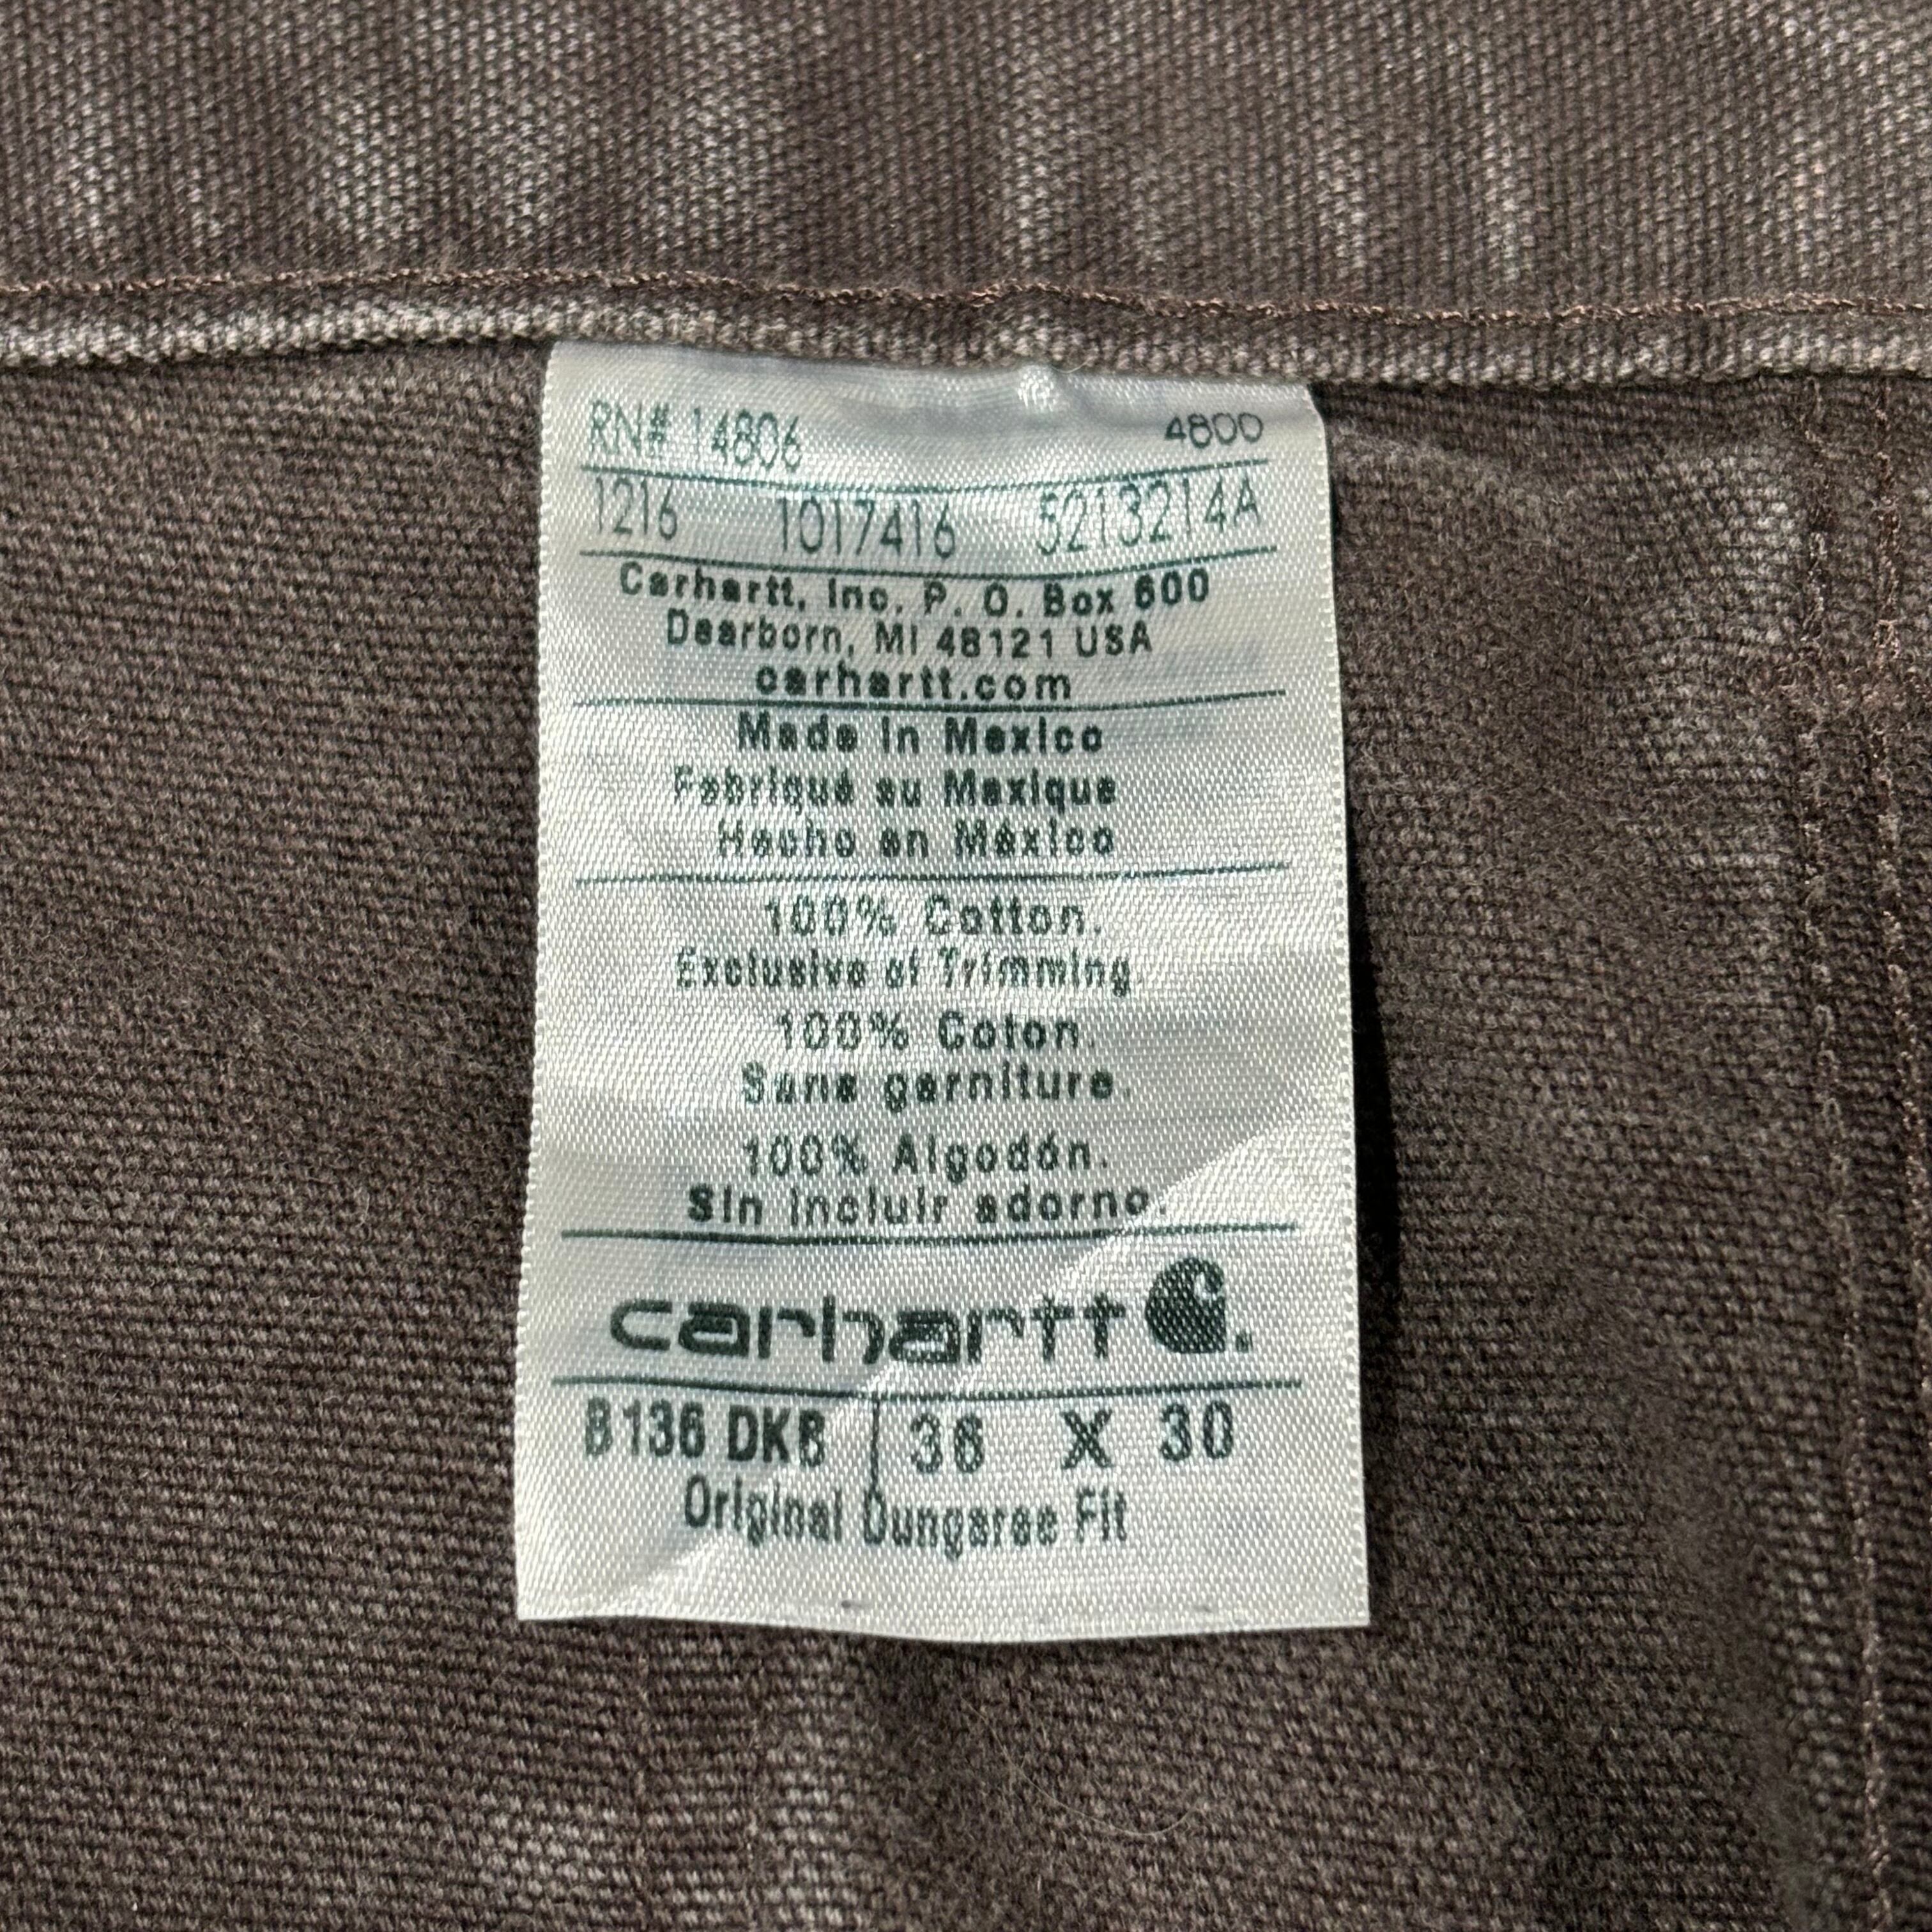 RN# 14806 4800
1216 1017416 5213214A
Carhartt, Inc. P. O. Box 600
Dearborn, MI 48121 USA
carhartt.com
Made in Mexico
Fabriqué au Mexique
Hecho en México
100% Cotton.
Exclusive of Trimming.
100% Coton.
Sans garniture.
100% Algodón.
Sin incluir adorno.
carhartt
B136 DKB 36 X 30
Original Dungaree Fit